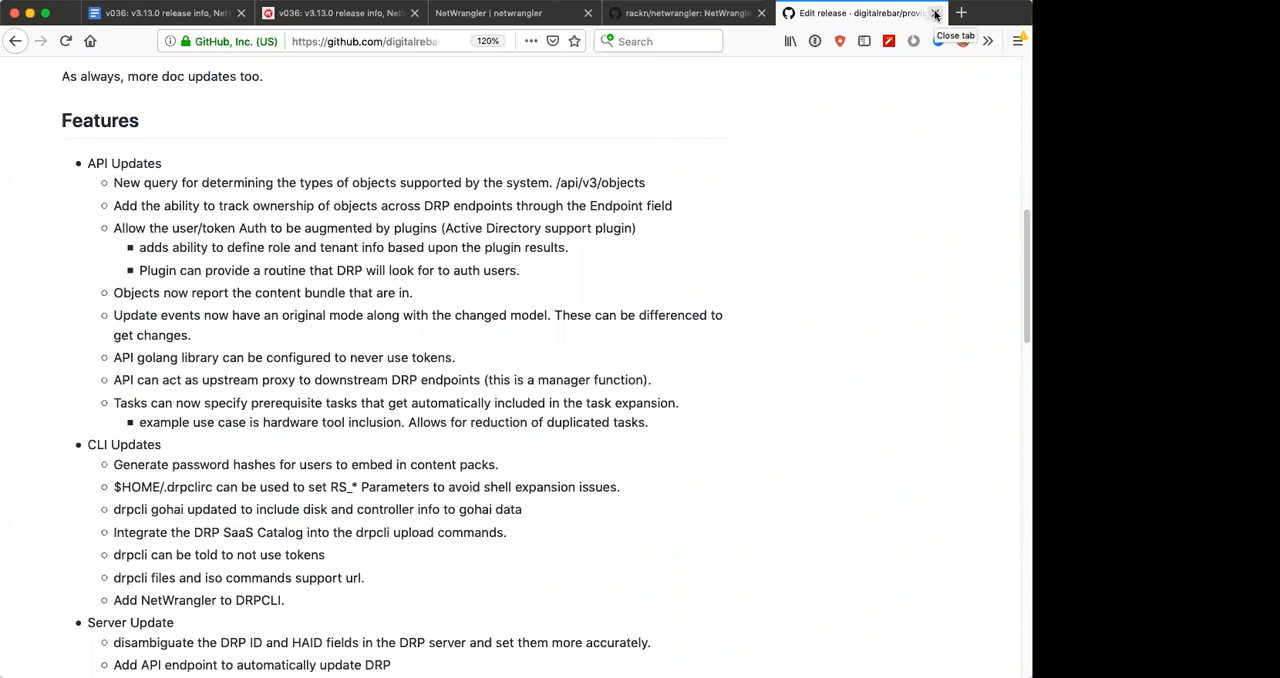 v036: v3.13.0 release info, NetW
v036: v3.13.0 release info, NetW
NetWrangler | netwrangler
rackn/netwrangler: NetWrangle
Edit release · digitalrebar/provi
GitHub, Inc. (US)
https://github.com/digitalreba
120%
Search
Close tab
As always, more doc updates too.
Features
• API Updates
○ New query for determining the types of objects supported by the system. /api/v3/objects
○ Add the ability to track ownership of objects across DRP endpoints through the Endpoint field
○ Allow the user/token Auth to be augmented by plugins (Active Directory support plugin)
■ adds ability to define role and tenant info based upon the plugin results.
■ Plugin can provide a routine that DRP will look for to auth users.
○ Objects now report the content bundle that are in.
○ Update events now have an original mode along with the changed model. These can be differenced to
get changes.
○ API golang library can be configured to never use tokens.
○ API can act as upstream proxy to downstream DRP endpoints (this is a manager function).
○ Tasks can now specify prerequisite tasks that get automatically included in the task expansion.
■ example use case is hardware tool inclusion. Allows for reduction of duplicated tasks.
• CLI Updates
○ Generate password hashes for users to embed in content packs.
○ $HOME/.drpclirc can be used to set RS_* Parameters to avoid shell expansion issues.
○ drpcli gohai updated to include disk and controller info to gohai data
○ Integrate the DRP SaaS Catalog into the drpcli upload commands.
○ drpcli can be told to not use tokens
○ drpcli files and iso commands support url.
○ Add NetWrangler to DRPCLI.
• Server Update
○ disambiguate the DRP ID and HAID fields in the DRP server and set them more accurately.
○ Add API endpoint to automatically update DRP